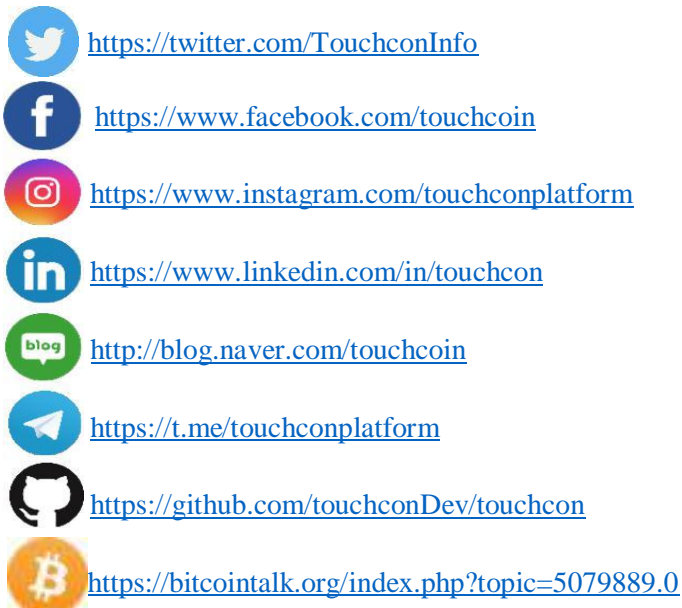 https://twitter.com/TouchconInfo
f https://www.facebook.com/touchcoin
https://www.instagram.com/touchconplatform
in https://www.linkedin.com/in/touchcon
blog http://blog.naver.com/touchcoin
https://t.me/touchconplatform
https://github.com/touchconDev/touchcon
https://bitcointalk.org/index.php?topic=5079889.0